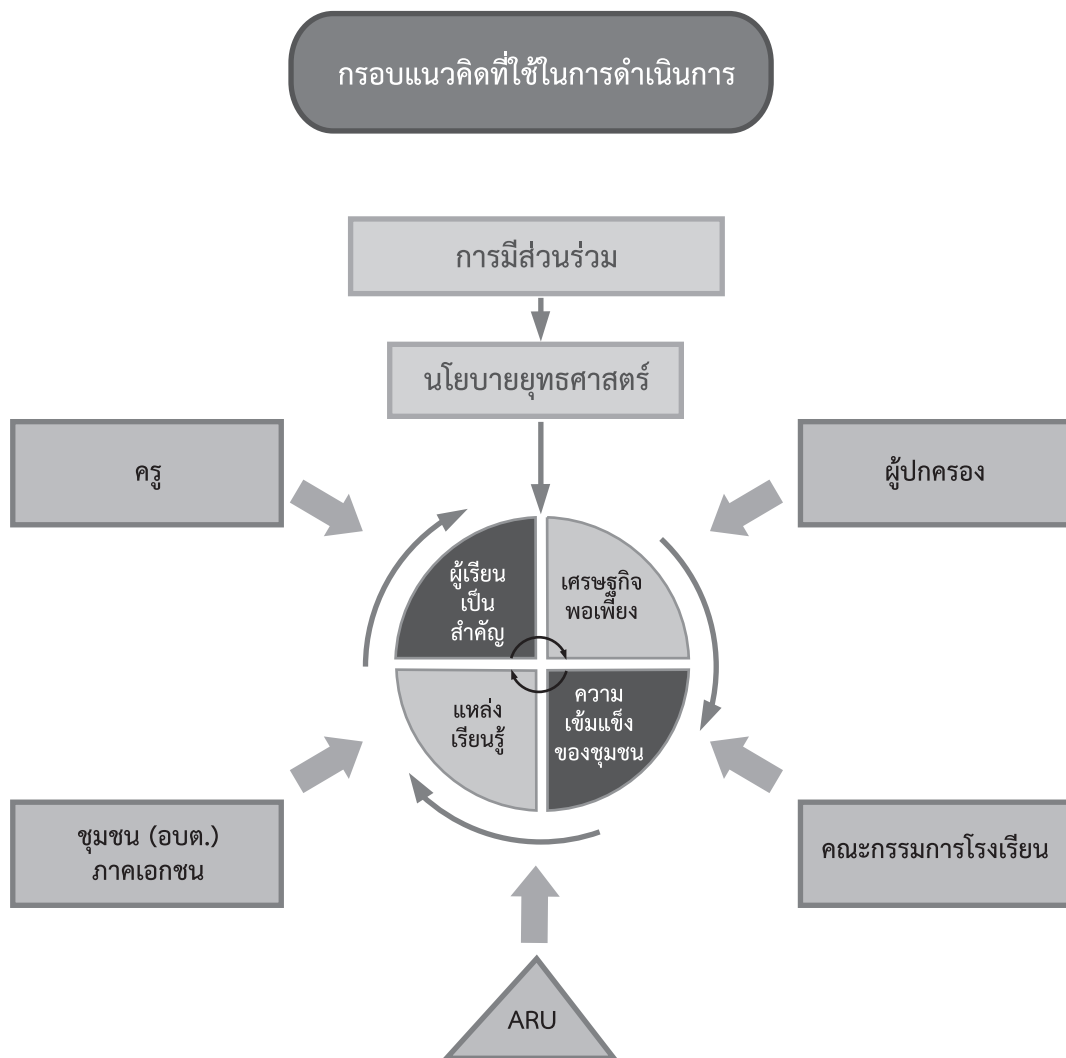 กรอบแนวคิดที่ใช้ในการดำเนินการ
การมีส่วนร่วม
นโยบายยุทธศาสตร์
ครู
ผู้ปกครอง
ผู้เรียน
เป็น
สำคัญ
เศรษฐกิจ
พอเพียง
แหล่ง
เรียนรู้
ความ
เข้มแข็ง
ของชุมชน
ชุมชน (อบต.)
ภาคเอกชน
คณะกรรมการโรงเรียน
ARU